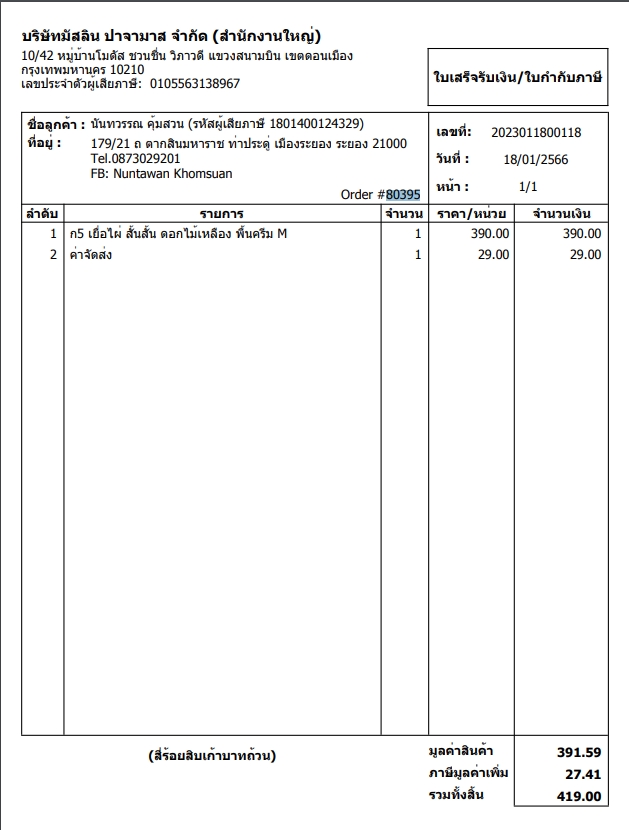 บริษัทมัสลิน ปาจามาส จำกัด (สำนักงานใหญ่)
10/42 หมู่บ้านโมดัส ชวนชื่น วิภาวดี แขวงสนามบิน เขตดอนเมือง
กรุงเทพมหานคร 10210
เลขประจำตัวผู้เสียภาษี: 0105563138967
ใบเสร็จรับเงิน/ใบกำกับภาษี
ชื่อลูกค้า : นันทวรรณ คุ้มสวน (รหัสผู้เสียภาษี 1801400124329)
ที่อยู่ : 179/21 ถ ตากสินมหาราช ท่าประดู่ เมืองระยอง ระยอง 21000
Tel.0873029201
FB: Nuntawan Khomsuan
Order #80395
เลขที่: 2023011800118
วันที่ : 18/01/2566
หน้า : 1/1
ลำดับ รายการ จำนวน ราคา/หน่วย จำนวนเงิน
1 ก5 เยื่อไผ่ สั้นสั้น ดอกไม้เหลือง พื้นครีม M 1 390.00 390.00
2 ค่าจัดส่ง 1 29.00 29.00
(สี่ร้อยสิบเก้าบาทถ้วน)
มูลค่าสินค้า 391.59
ภาษีมูลค่าเพิ่ม 27.41
รวมทั้งสิ้น 419.00